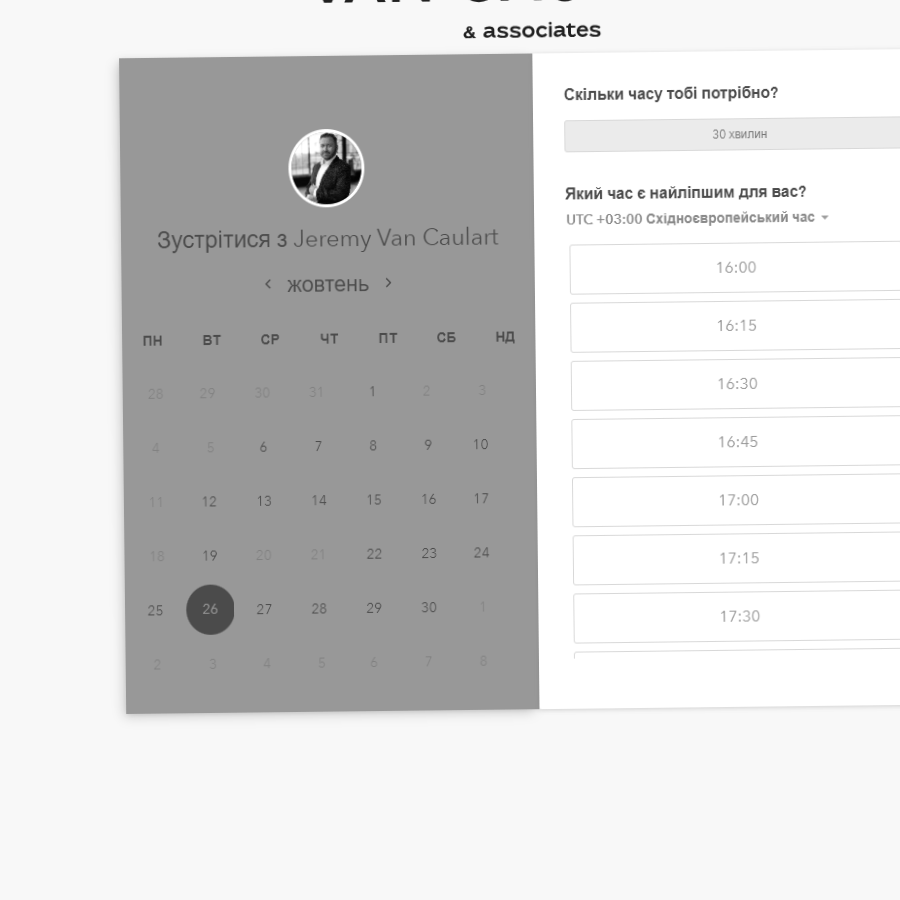 & associates
Зустрітися з Jeremy Van Caulart
жовтень
ПН ВТ СР ЧТ ПТ СБ НД
28 29 30 31 1 2 3
4 5 6 7 8 9 10
11 12 13 14 15 16 17
18 19 20 21 22 23 24
25 26 27 28 29 30 1
2 3 4 5 6 7 8
Скільки часу тобі потрібно?
30 хвилин
Який час є найліпшим для вас?
UTC +03:00 Східноєвропейський час
16:00
16:15
16:30
16:45
17:00
17:15
17:30